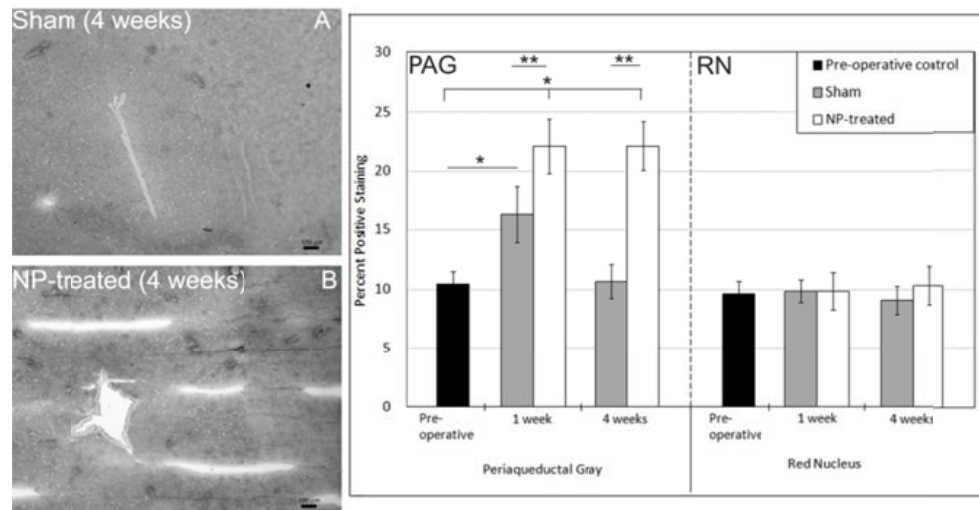 Sham (4 weeks) A
NP-treated (4 weeks) B
PAG
RN
Pre-operative control
Sham
NP-treated
Percent Positive Staining
30
25
20
15
10
5
0
**
**
*
*
Pre-
operative
1 week
4 weeks
Periaqueductal Gray
Pre-
operative
1 week
4 weeks
Red Nucleus